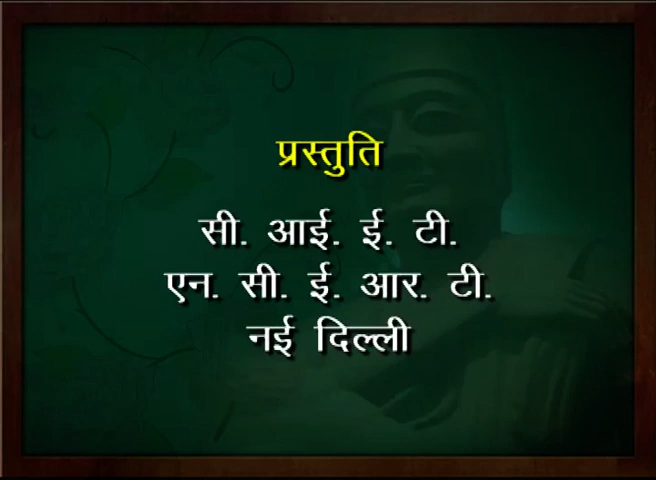 प्रस्तुति
सी. आई. ई. टी.
एन. सी. ई. आर. टी.
नई दिल्ली